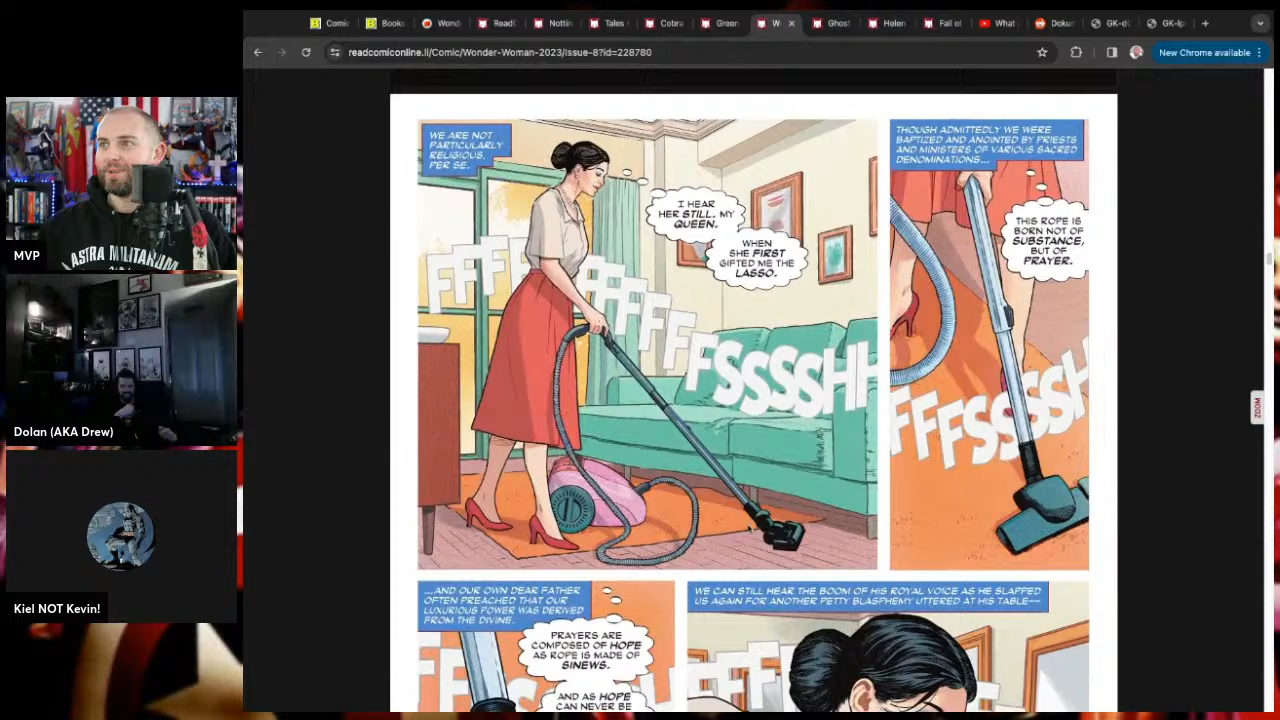 Comic
Books
Wond
Read
Nottin
Tales
Cobra
Green
W
Ghost
Helen
Fail of
What
Doku
GK-d
GK-lp
readcomiconline.li/Comic/Wonder-Woman-2023/Issue-8?id=228780
New Chrome available
ASTRA MILITARUM
MVP
Dolan (AKA Drew)
Kiel NOT Kevin!
WE ARE NOT
PARTICULARLY
RELIGIOUS,
PER SE.
I HEAR
HER STILL. MY
QUEEN.
WHEN
SHE FIRST
GIFTED ME THE
LASSO.
FFFFFFFFFSSSSSHH
THOUGH ADMITTEDLY WE WERE
BAPTIZED AND ANOINTED BY PRIESTS
AND MINISTERS OF VARIOUS SACRED
DENOMINATIONS...
THIS ROPE IS
BORN NOT OF
SUBSTANCE,
BUT OF
PRAYER.
FFFFSSSSSH
ZOOM
...AND OUR OWN DEAR FATHER
OFTEN PREACHED THAT OUR
LUXURIOUS POWER WAS DERIVED
FROM THE DIVINE.
PRAYERS ARE
COMPOSED OF HOPE
AS ROPE IS MADE OF
SINEWS.
AND AS HOPE
CAN NEVER BE
WE CAN STILL HEAR THE BOOM OF HIS ROYAL VOICE AS HE SLAPPED
US AGAIN FOR ANOTHER PETTY BLASPHEMY UTTERED AT HIS TABLE--